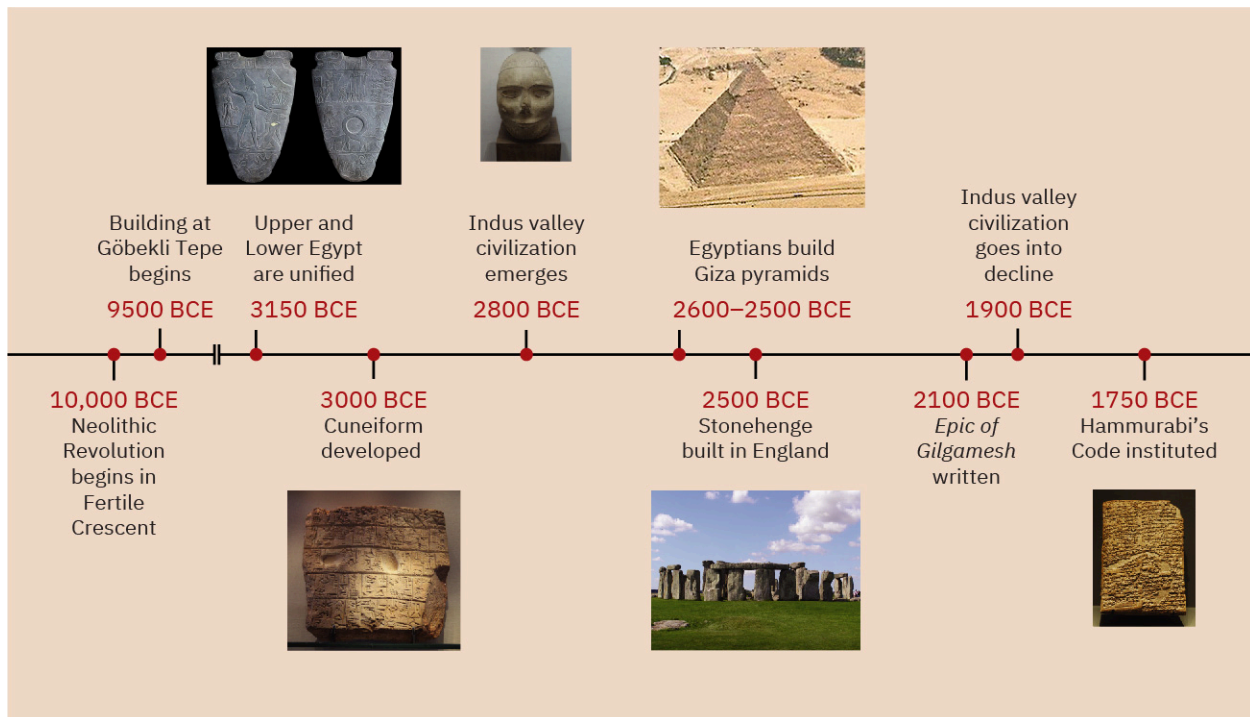 Building at
Göbekli Tepe
begins
9500 BCE
Upper and
Lower Egypt
are unified
3150 BCE
Indus valley
civilization
emerges
2800 BCE
Egyptians build
Giza pyramids
2600–2500 BCE
Indus valley
civilization
goes into
decline
1900 BCE
10,000 BCE
Neolithic
Revolution
begins in
Fertile
Crescent
3000 BCE
Cuneiform
developed
2500 BCE
Stonehenge
built in England
2100 BCE
Epic of
Gilgamesh
written
1750 BCE
Hammurabi’s
Code instituted